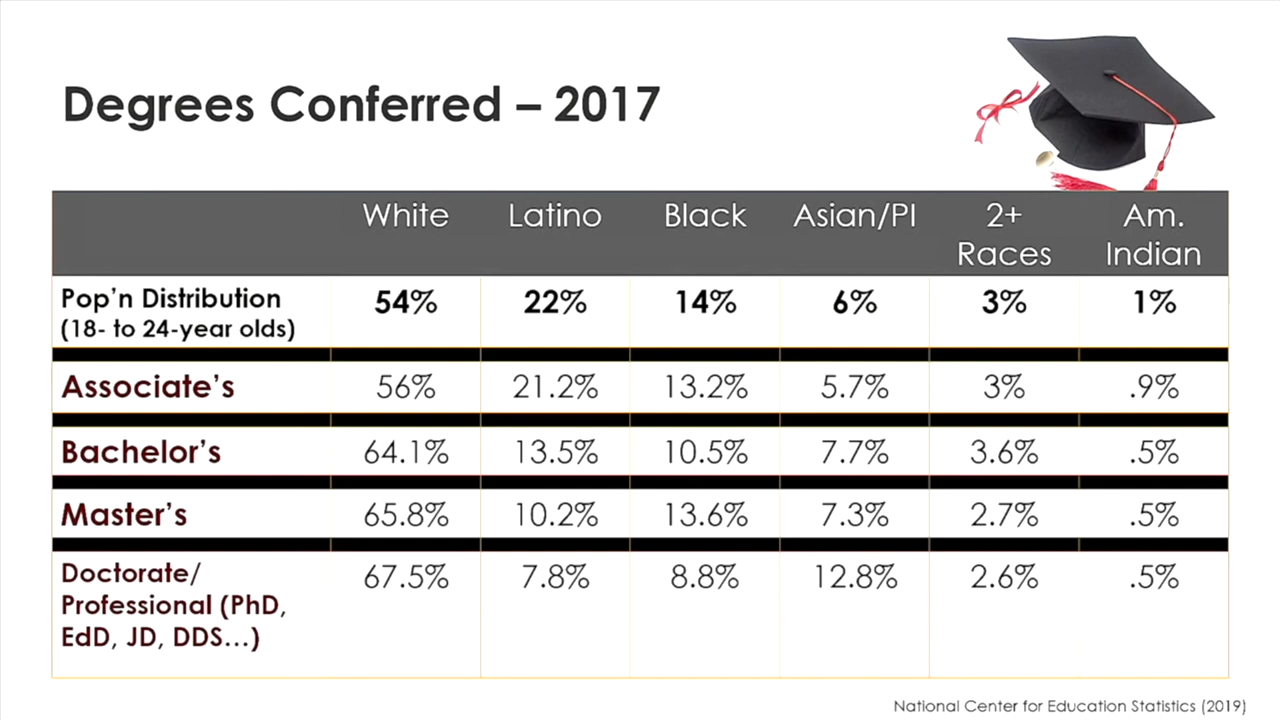 Degrees Conferred – 2017
White Latino Black Asian/PI 2+ Races Am. Indian
Pop'n Distribution 54% 22% 14% 6% 3% 1%
(18- to 24-year olds)
Associate's 56% 21.2% 13.2% 5.7% 3% .9%
Bachelor's 64.1% 13.5% 10.5% 7.7% 3.6% .5%
Master's 65.8% 10.2% 13.6% 7.3% 2.7% .5%
Doctorate/ 67.5% 7.8% 8.8% 12.8% 2.6% .5%
Professional (PhD,
EdD, JD, DDS...)
National Center for Education Statistics (2019)